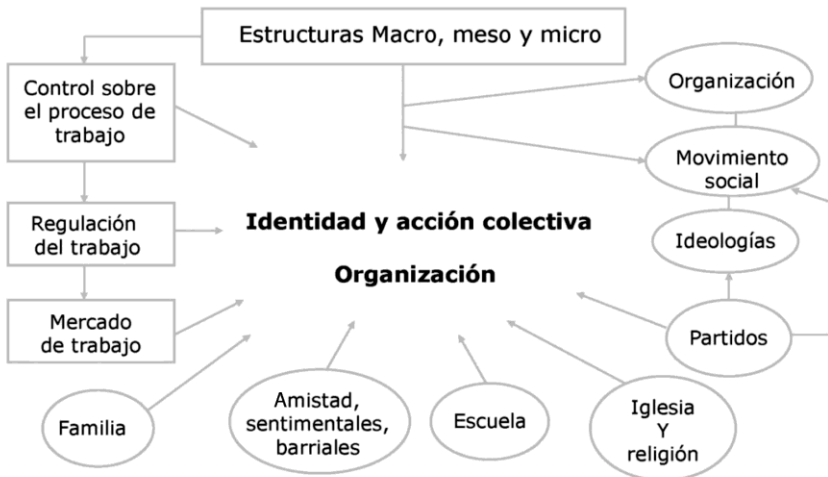 Estructuras Macro, meso y micro
Control sobre
el proceso de
trabajo
Organización
Movimiento
social
Regulación
del trabajo
Identidad y acción colectiva
Ideologías
Organización
Mercado
de trabajo
Partidos
Familia
Amistad,
sentimentales,
barriales
Escuela
Iglesia
Y
religión